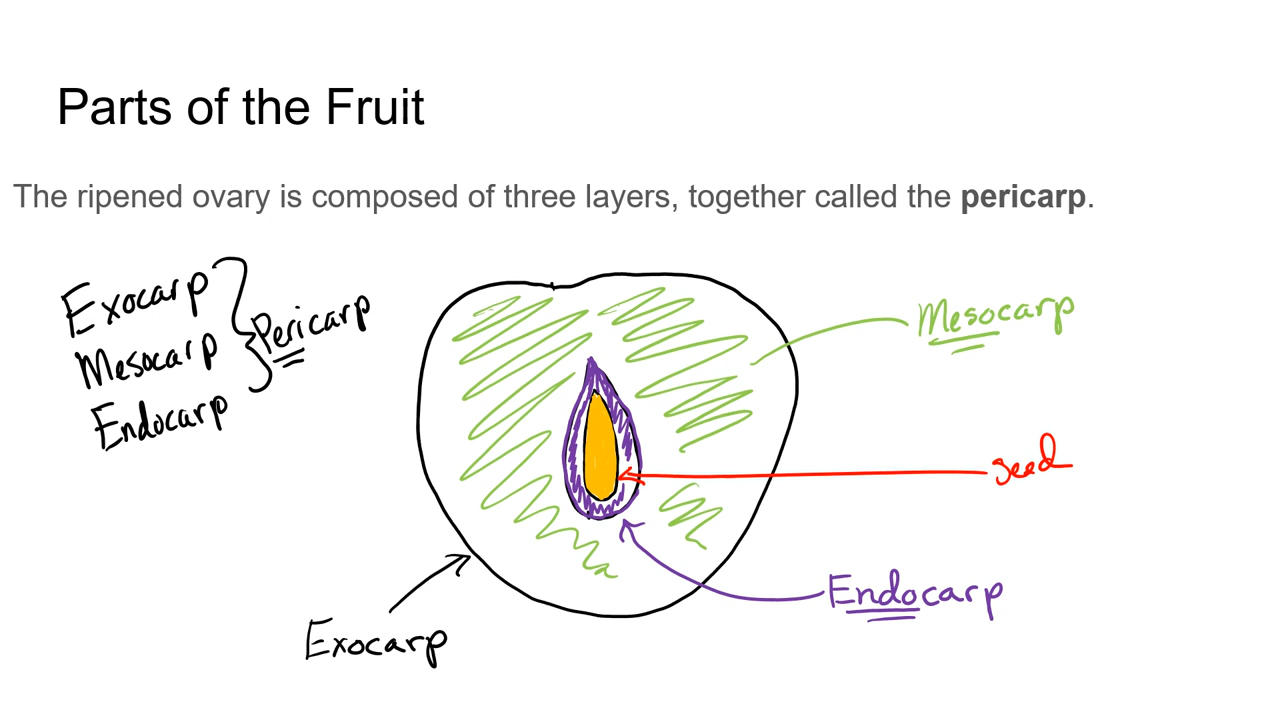 Parts of the Fruit
The ripened ovary is composed of three layers, together called the pericarp.
Exocarp
Mesocarp
Endocarp
Pericarp
Mesocarp
seed
Endocarp
Exocarp